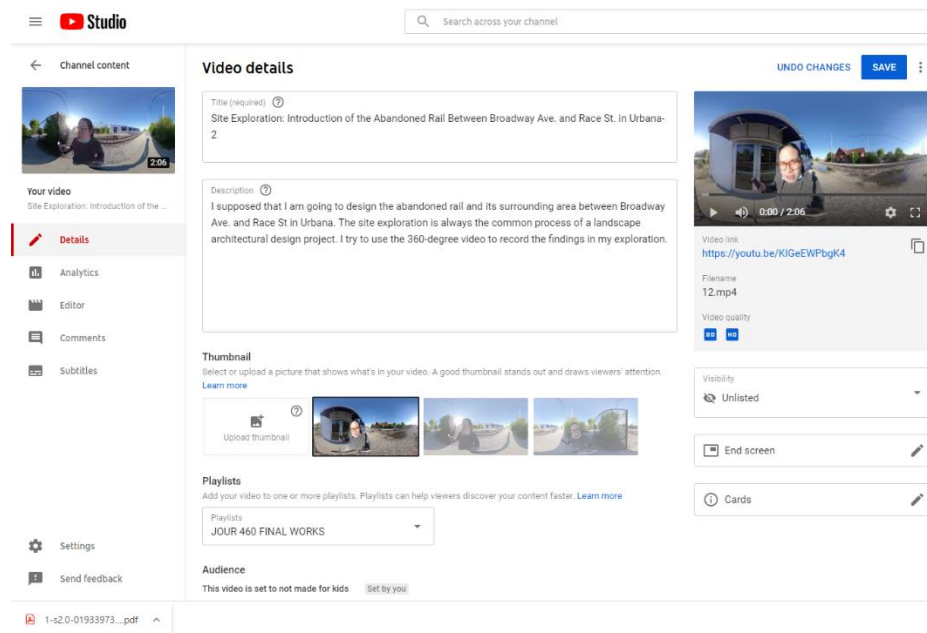 Studio
Search across your channel
Channel content
2:06
Your video
Site Exploration: Introduction of the ...
Details
Analytics
Editor
Comments
Subtitles
Settings
Send feedback
Video details
UNDO CHANGES
SAVE
Title (required)
Site Exploration: Introduction of the Abandoned Rail Between Broadway Ave. and Race St. in Urbana-
2
Description
I supposed that I am going to design the abandoned rail and its surrounding area between Broadway
Ave. and Race St in Urbana. The site exploration is always the common process of a landscape
architectural design project. I try to use the 360-degree video to record the findings in my exploration.
Thumbnail
Select or upload a picture that shows what's in your video. A good thumbnail stands out and draws viewers' attention.
Learn more
Upload thumbnail
Playlists
Add your video to one or more playlists. Playlists can help viewers discover your content faster. Learn more
Playlists
JOUR 460 FINAL WORKS
Audience
This video is set to not made for kids Set by you
0:00 / 2:06
Video link
https://youtu.be/KIGeEWPbgK4
Filename
12.mp4
Video quality
SD HD
Visibility
Unlisted
End screen
Cards
1-s2.0-01933973....pdf